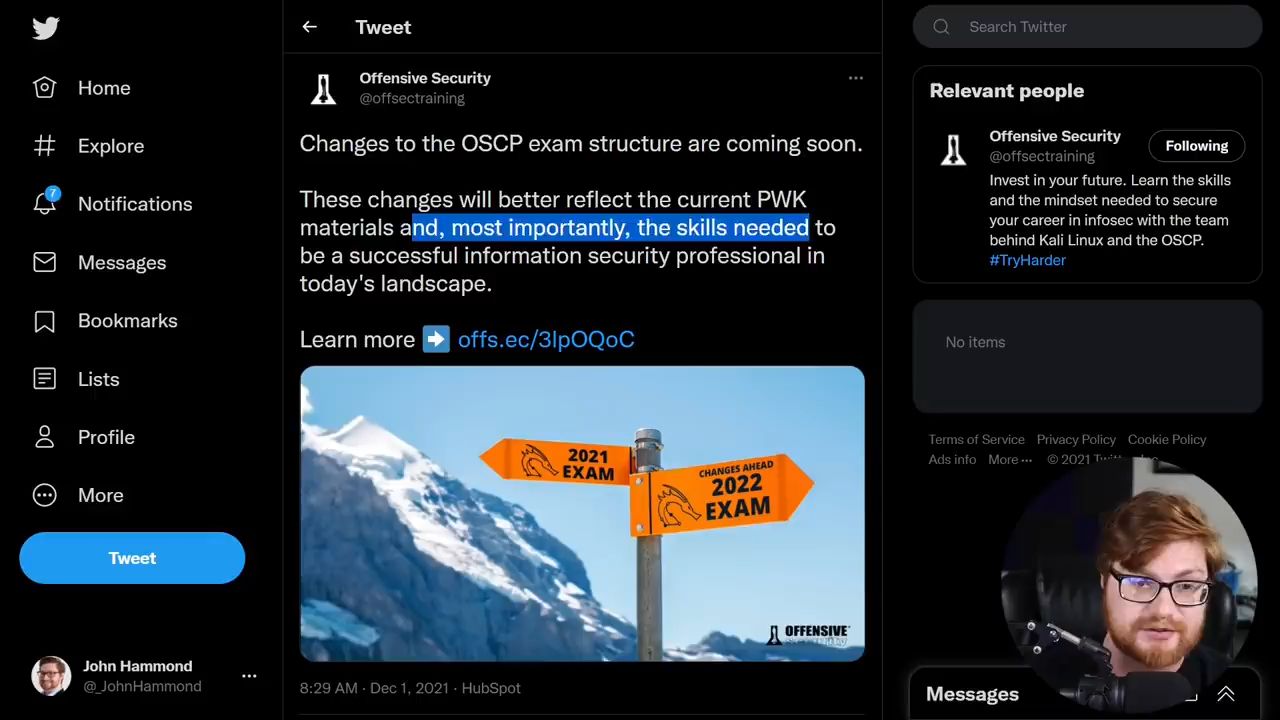 Home
Explore
7
Notifications
Messages
Bookmarks
Lists
Profile
More
Tweet
John Hammond
@_JohnHammond
Tweet
Offensive Security
@offsectraining
Changes to the OSCP exam structure are coming soon.
These changes will better reflect the current PWK
materials and, most importantly, the skills needed to
be a successful information security professional in
today's landscape.
Learn more ➡ offs.ec/3lpOQoC
2021
EXAM
CHANGES AHEAD
2022
EXAM
OFFENSIVE
8:29 AM · Dec 1, 2021 · HubSpot
Search Twitter
Relevant people
Offensive Security
@offsectraining
Following
Invest in your future. Learn the skills
and the mindset needed to secure
your career in infosec with the team
behind Kali Linux and the OSCP.
#TryHarder
No items
Terms of Service Privacy Policy Cookie Policy
Ads info More ··· © 2021
Messages